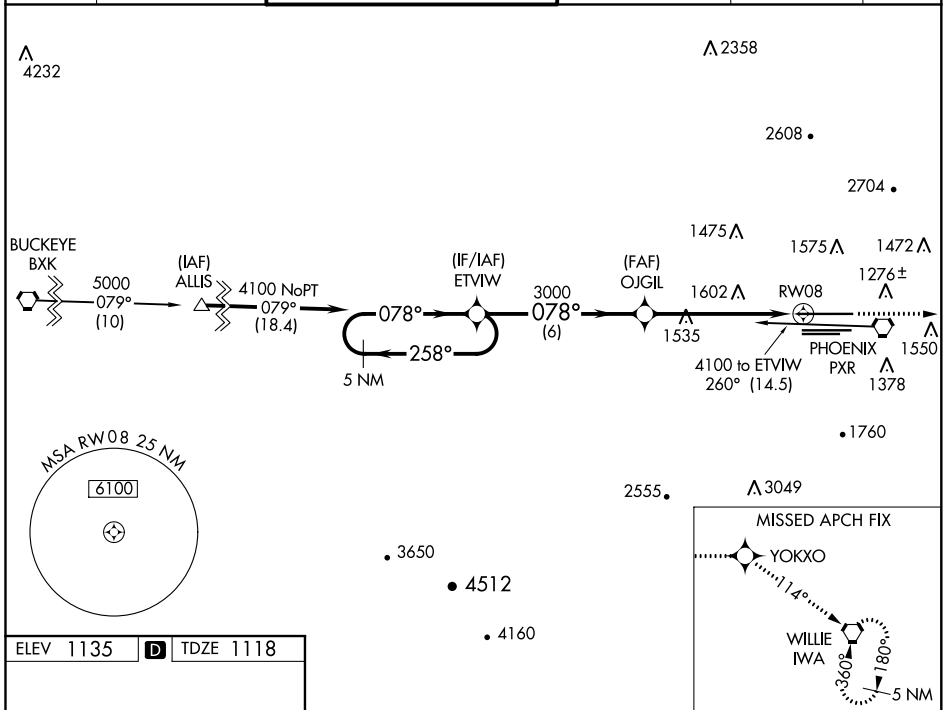 4232
2358
2608
2704
BUCKEYE
BXK
5000
079°
(10)
(IAF)
ALLIS
4100 NoPT
079°
(18.4)
078°
258°
5 NM
(IF/IAF)
ETVIW
3000
078°
(6)
(FAF)
OJGIL
1475
1575
1472
1602
1276±
RW08
1535
4100 to ETVIW
260° (14.5)
PHOENIX
PXR
1550
1378
1760
MSA RW08 25 NM
6100
2555
3049
3650
4512
4160
MISSED APCH FIX
YOKXO
114°
WILLIE
IWA
360°
180°
5 NM
ELEV 1135 D TDZE 1118